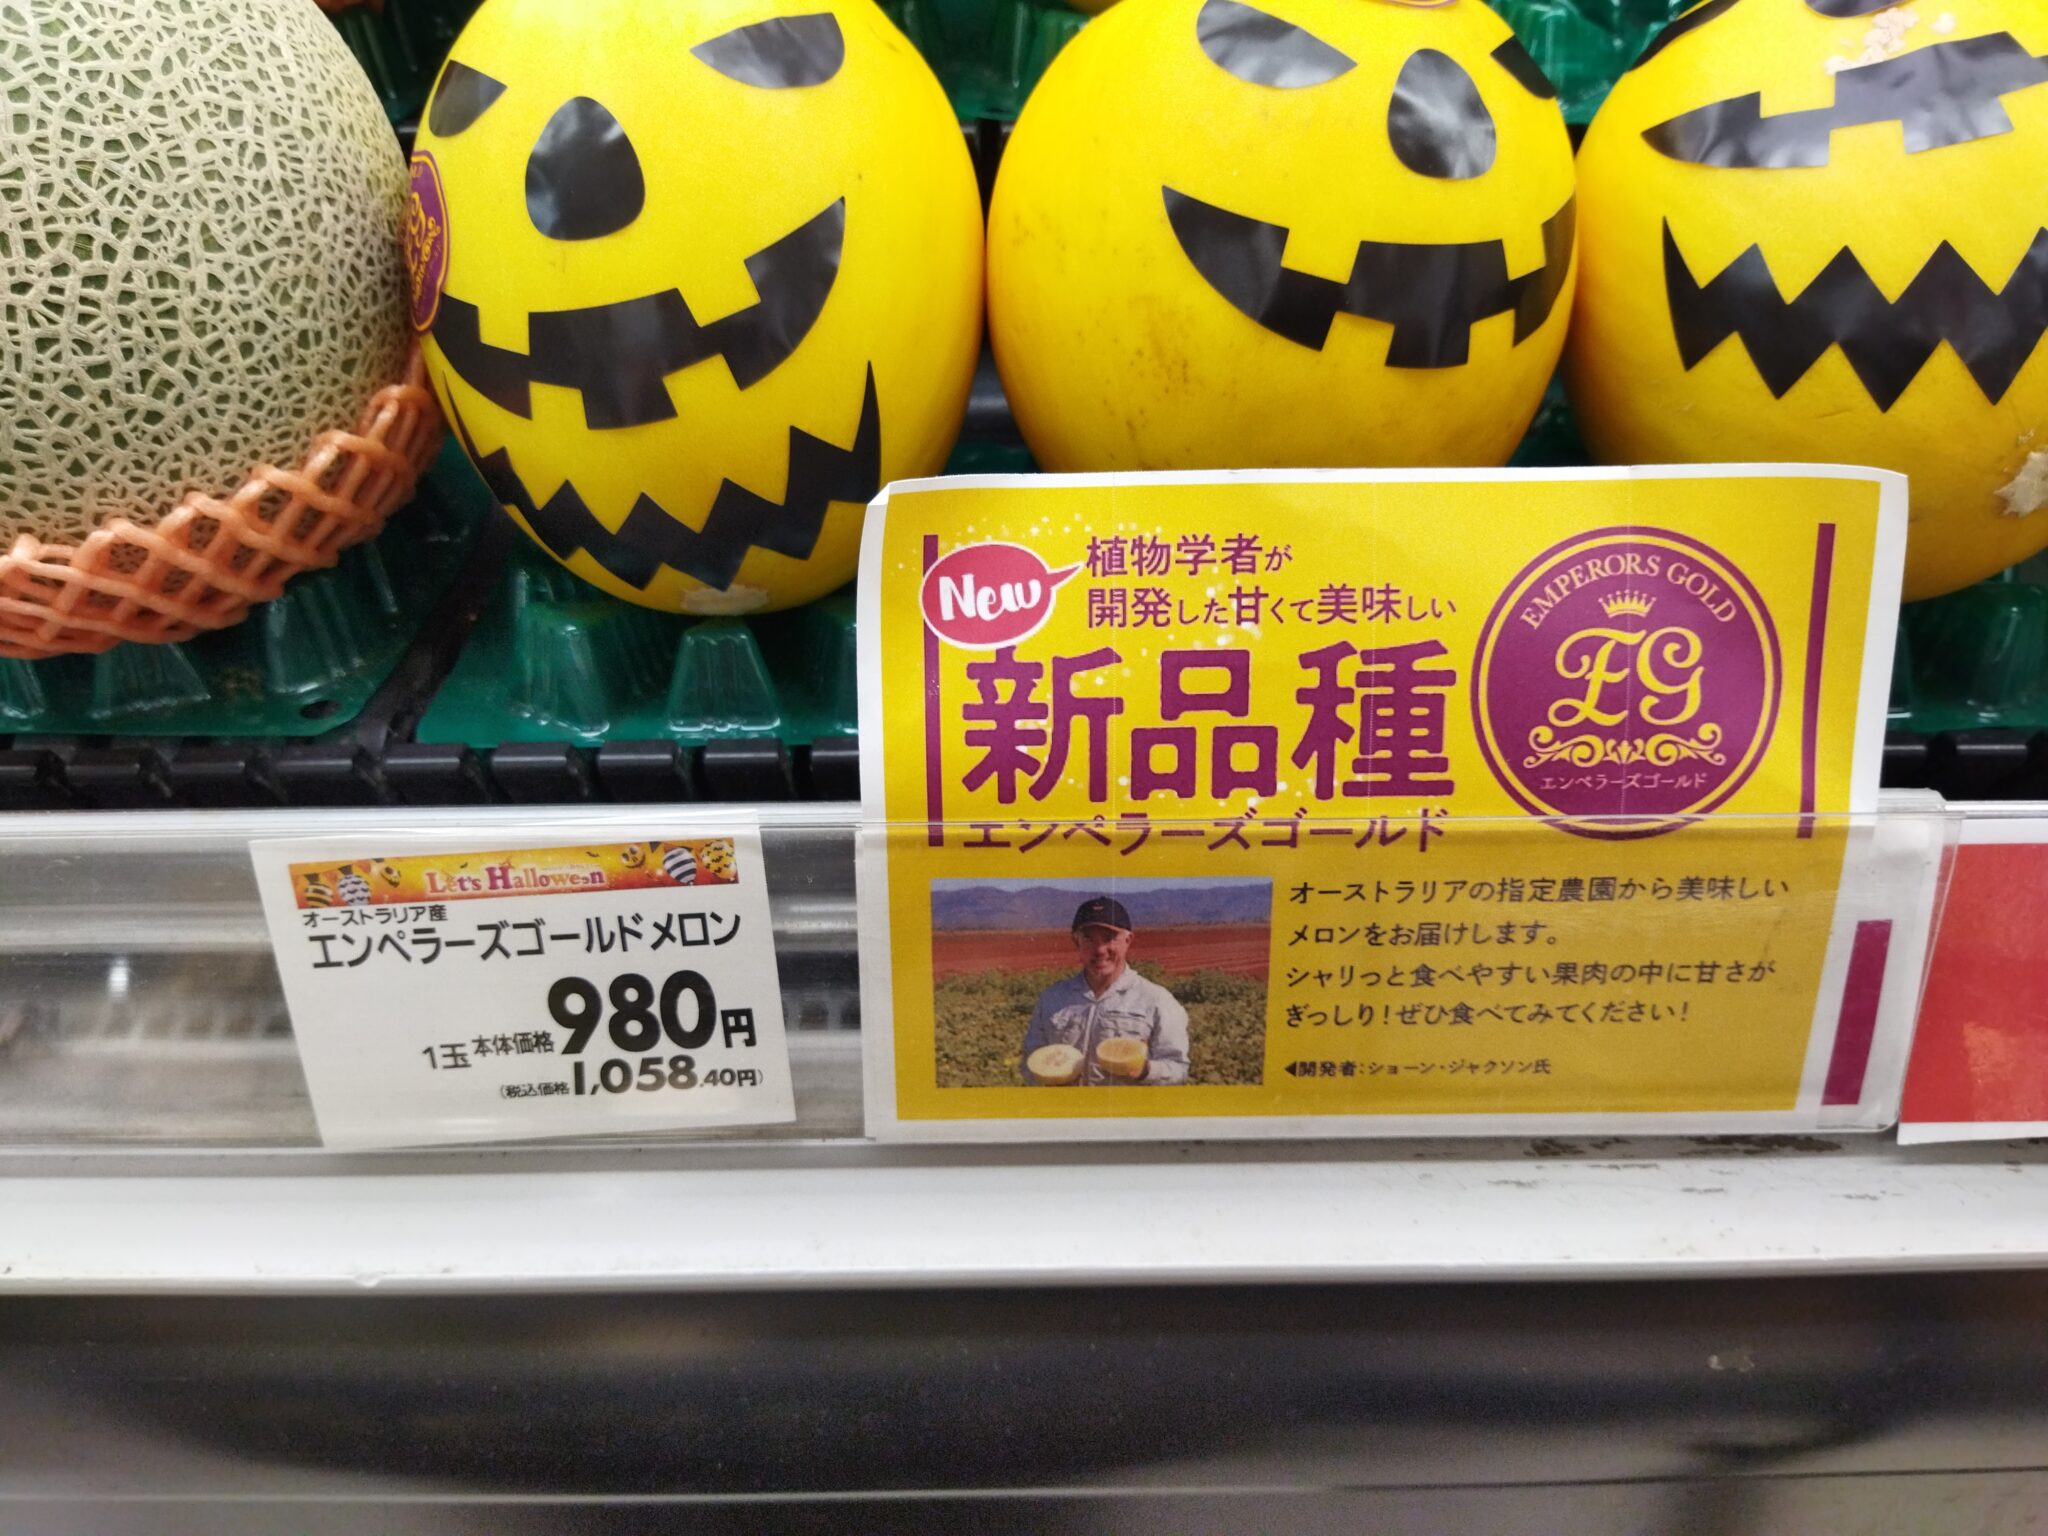 Let's Halloween
オーストラリア産
エンペラーズゴールドメロン
1玉 本体価格 980円
(税込価格 1,058.40円)
New
植物学者が
開発した甘くて美味しい
新品種
エンペラーズゴールド
EMPERORS GOLD
EG
エンペラーズゴールド
オーストラリアの指定農園から美味しい
メロンをお届けします。
シャリっと食べやすい果肉の中に甘さが
ぎっしり!ぜひ食べてみてください!
◀開発者:ショーン・ジャクソン氏